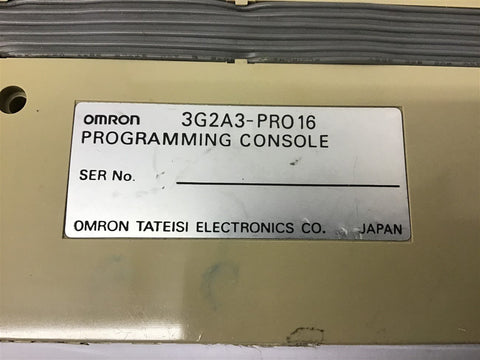 omron 3G2A3-PRO16
PROGRAMMING CONSOLE
SER No.
OMRON TATEISI ELECTRONICS CO. JAPAN